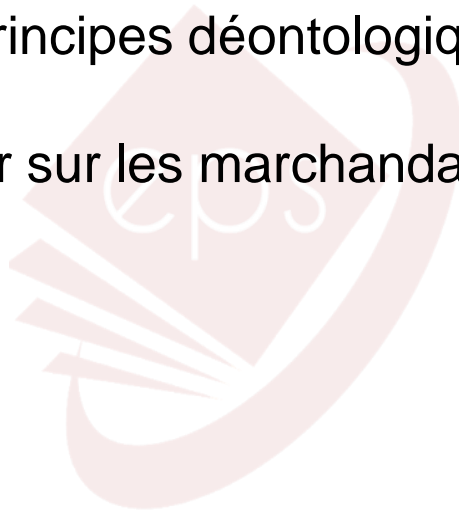 rincipes déontologiq
r sur les marchanda
eps